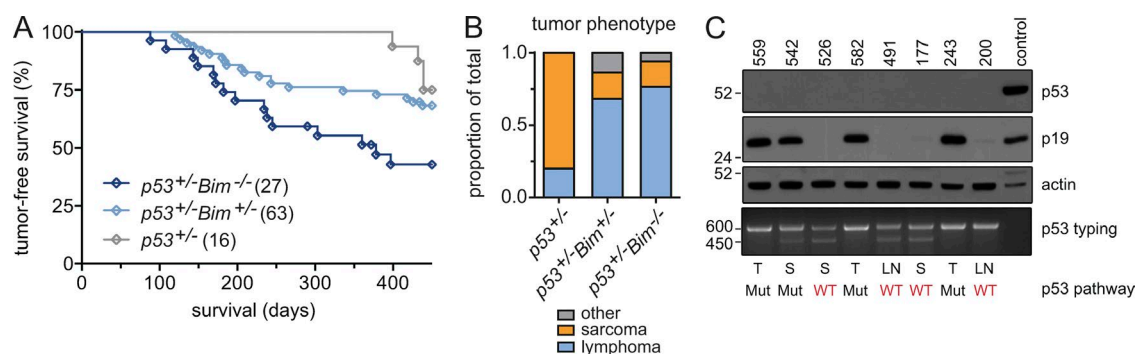 A
tumor-free survival (%)
100
75
50
25
0
0 100 200 300 400
survival (days)
p53+/-Bim-/- (27)
p53+/-Bim+/- (63)
p53+/- (16)
B
tumor phenotype
proportion of total
1.0
0.5
0.0
p53+/-
p53+/-Bim+/-
p53+/-Bim-/-
other
sarcoma
lymphoma
C
559 542 526 582 491 177 243 200 control
52 p53
p19
24
52
actin
600 p53 typing
450
T S S T LN S T LN
Mut Mut WT Mut WT WT Mut WT p53 pathway